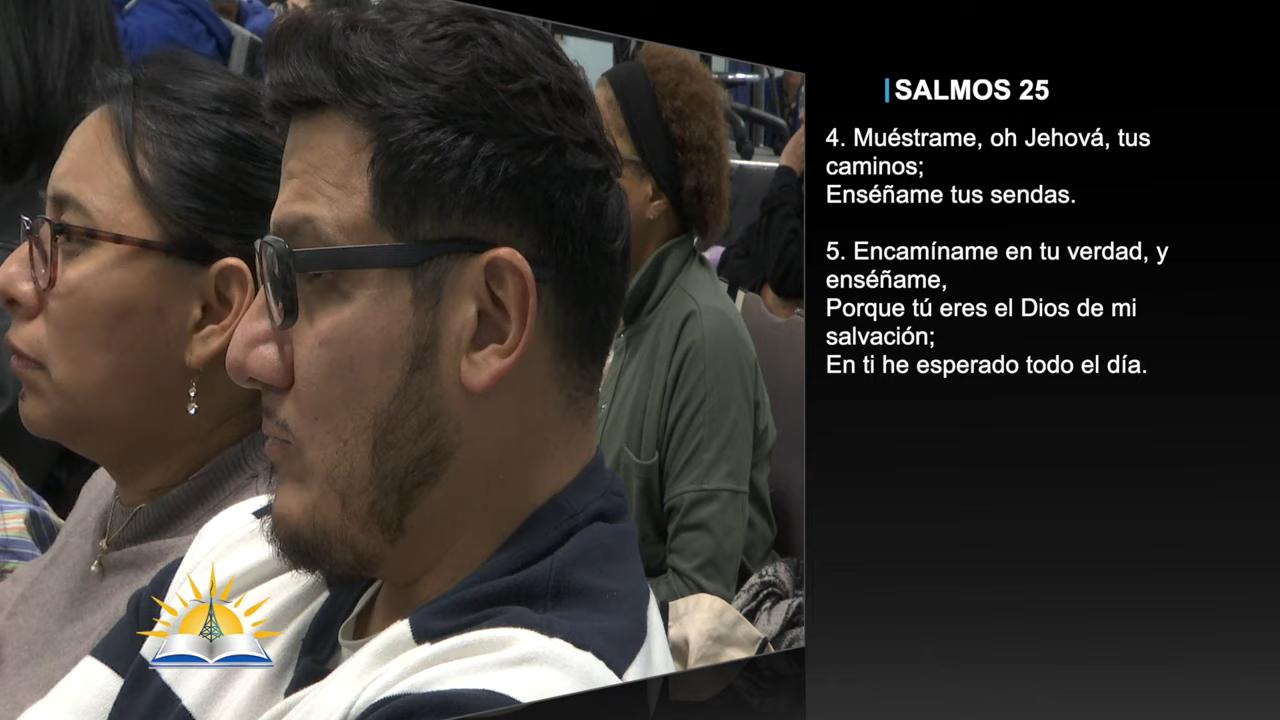 SALMOS 25
4. Muéstrame, oh Jehová, tus
caminos;
Enséñame tus sendas.
5. Encamíname en tu verdad, y
enséñame,
Porque tú eres el Dios de mi
salvación;
En ti he esperado todo el día.